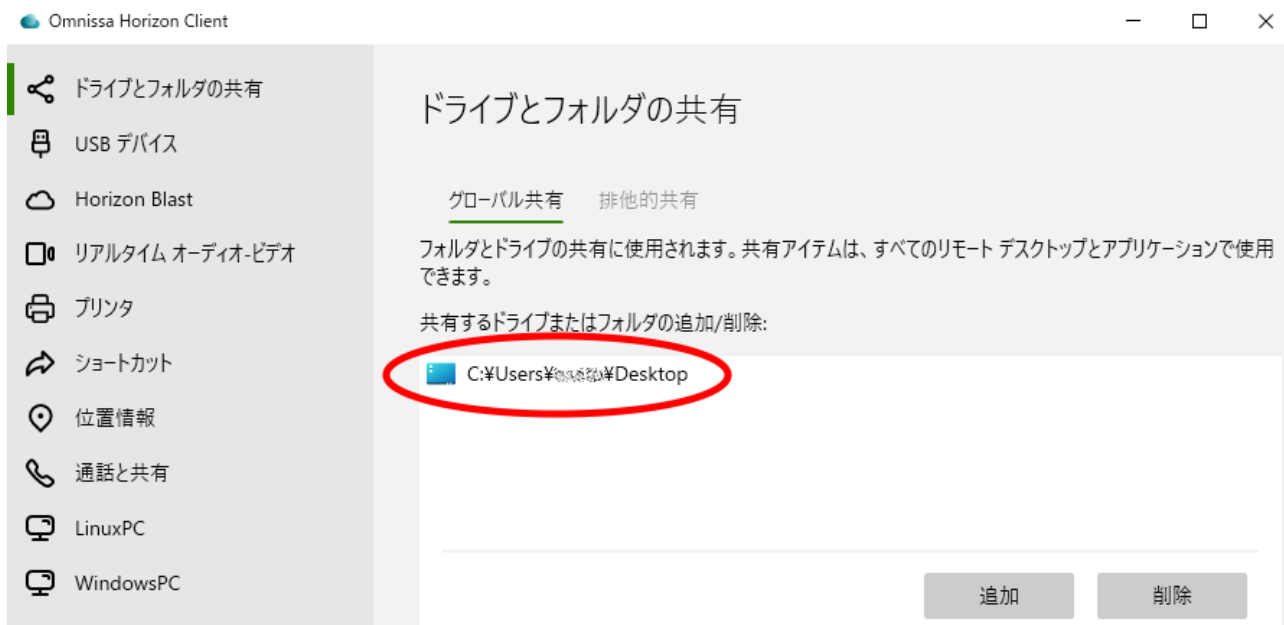 Omnissa Horizon Client
ドライブとフォルダの共有
USB デバイス
Horizon Blast
リアルタイム オーディオ-ビデオ
プリンタ
ショートカット
位置情報
通話と共有
LinuxPC
WindowsPC
ドライブとフォルダの共有
グローバル共有 排他的共有
フォルダとドライブの共有に使用されます。共有アイテムは、すべてのリモート デスクトップとアプリケーションで使用
できます。
共有するドライブまたはフォルダの追加/削除:
C:¥Users¥ ¥Desktop
追加 削除